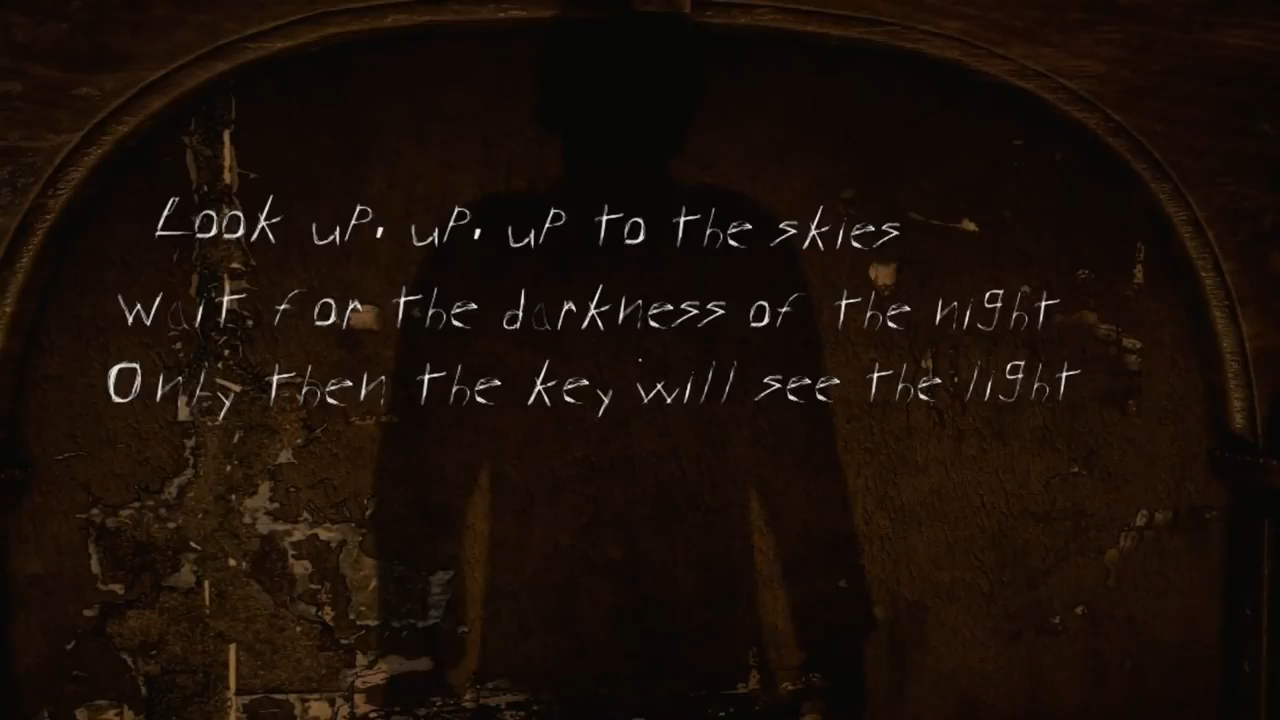 Look up. up. up to the skies
Wait for the darkness of the night
Only then the key will see the light